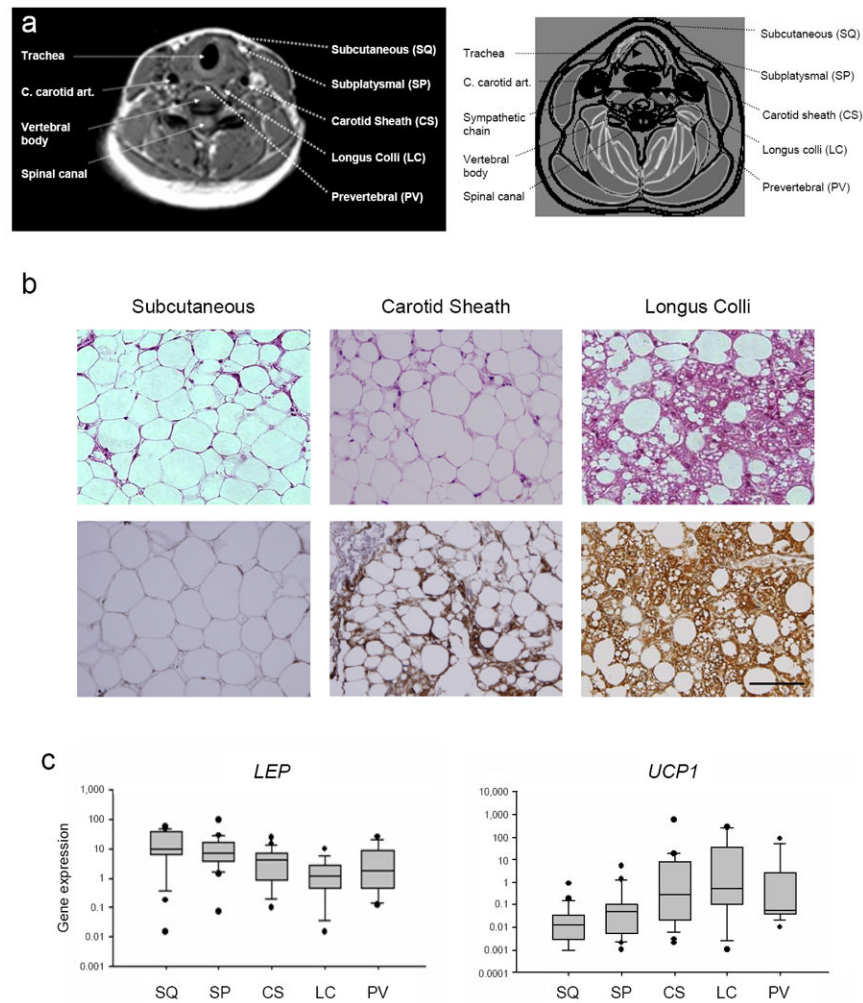 a
Trachea
C. carotid art.
Vertebral
body
Spinal canal
Subcutaneous (SQ)
Subplatysmal (SP)
Carotid Sheath (CS)
Longus Colli (LC)
Prevertebral (PV)
Trachea
C. carotid art.
Sympathetic
chain
Vertebral
body
Spinal canal
Subcutaneous (SQ)
Subplatysmal (SP)
Carotid sheath (CS)
Longus colli (LC)
Prevertebral (PV)
b
Subcutaneous
Carotid Sheath
Longus Colli
c
LEP
Gene expression
1,000
100
10
1
0.1
0.01
0.001
SQ SP CS LC PV
UCP1
10,000
1,000
100
10
1
0.1
0.01
0.001
0.0001
SQ SP CS LC PV